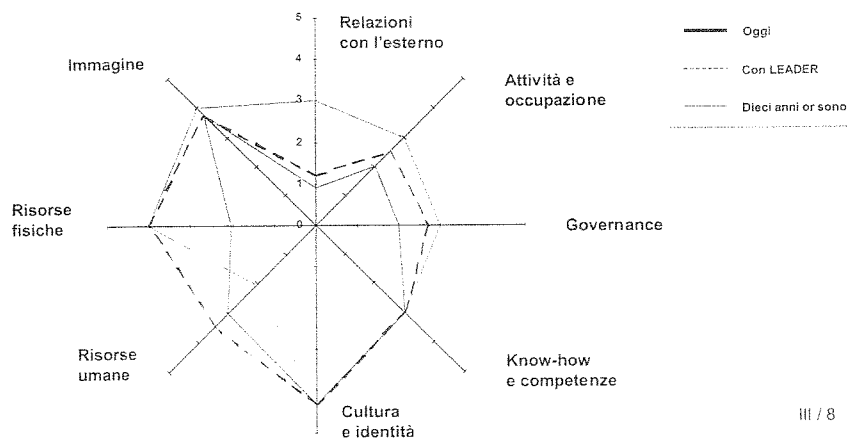 5
Relazioni
con l'esterno
4
3
2
1
0
Immagine
Attività e
occupazione
Risorse
fisiche
Governance
Risorse
umane
Know-how
e competenze
Cultura
e identità
Oggi
Con LEADER
Dieci anni or sono
III / 8